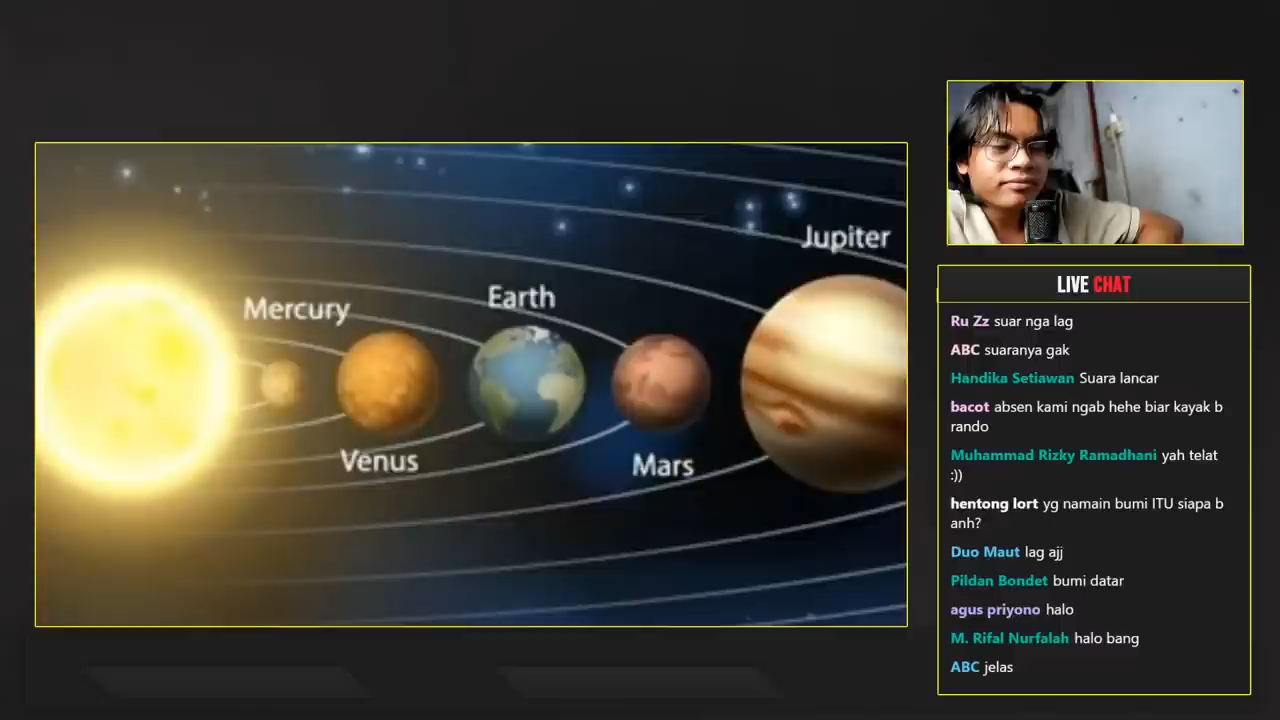 Jupiter
Earth
Mercury
Venus
Mars
LIVE CHAT
Ru Zz suar nga lag
ABC suaranya gak
Handika Setiawan Suara lancar
bacot absen kami ngab hehe biar kayak b
rando
Muhammad Rizky Ramadhani yah telat
:))
hentong lort yg namain bumi ITU siapa b
anh?
Duo Maut lag ajj
Pildan Bondet bumi datar
agus priyono halo
M. Rifal Nurfalah halo bang
ABC jelas